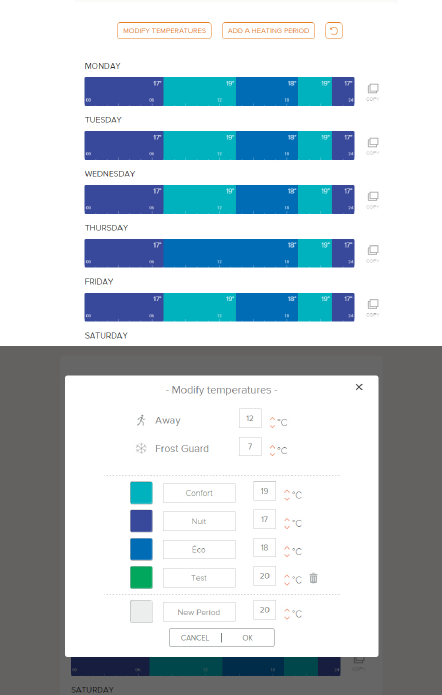 MODIFY TEMPERATURES ADD A HEATING PERIOD
MONDAY
17° 19° 18° 19° 17°
00 06 12 18 24
COPY
TUESDAY
17° 19° 18° 19° 17°
00 06 12 18 24
COPY
WEDNESDAY
17° 19° 18° 19° 17°
00 06 12 18 24
COPY
THURSDAY
17° 18° 19° 17°
00 06 12 18 24
COPY
FRIDAY
17° 19° 18° 19° 17°
00 06 12 18 24
COPY
SATURDAY
- Modify temperatures -
Away 12 °C
Frost Guard 7 °C
Confort 19 °C
Nuit 17 °C
Éco 18 °C
Test 20 °C
New Period 20 °C
CANCEL | OK
SATURDAY